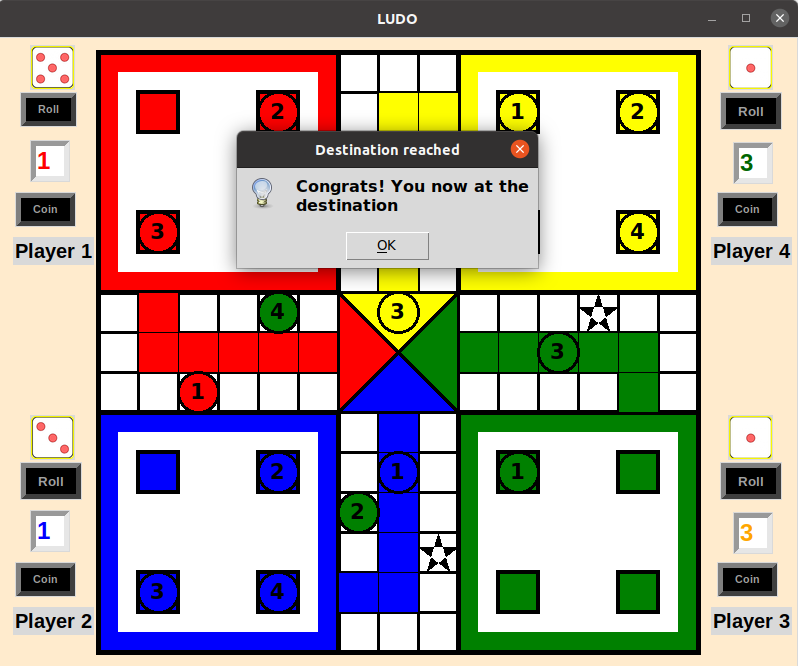 LUDO
Roll
1
Coin
Player 1
Roll
3
Coin
Player 4
2
3
1
2
4
Destination reached
Congrats! You now at the
destination
OK
4
3
3
1
Roll
1
Coin
Player 2
2
3
4
1
2
1
Roll
3
Coin
Player 3